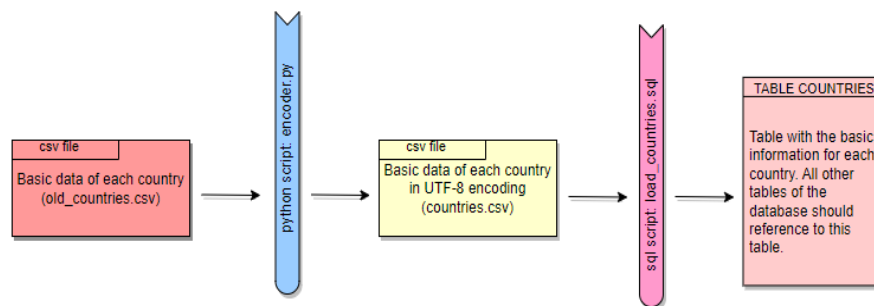 csv file
Basic data of each country
(old_countries.csv)
python script: encoder.py
csv file
Basic data of each country
in UTF-8 encoding
(countries.csv)
sql script: load_countries.sql
TABLE COUNTRIES
Table with the basic
information for each
country. All other
tables of the
database should
reference to this
table.